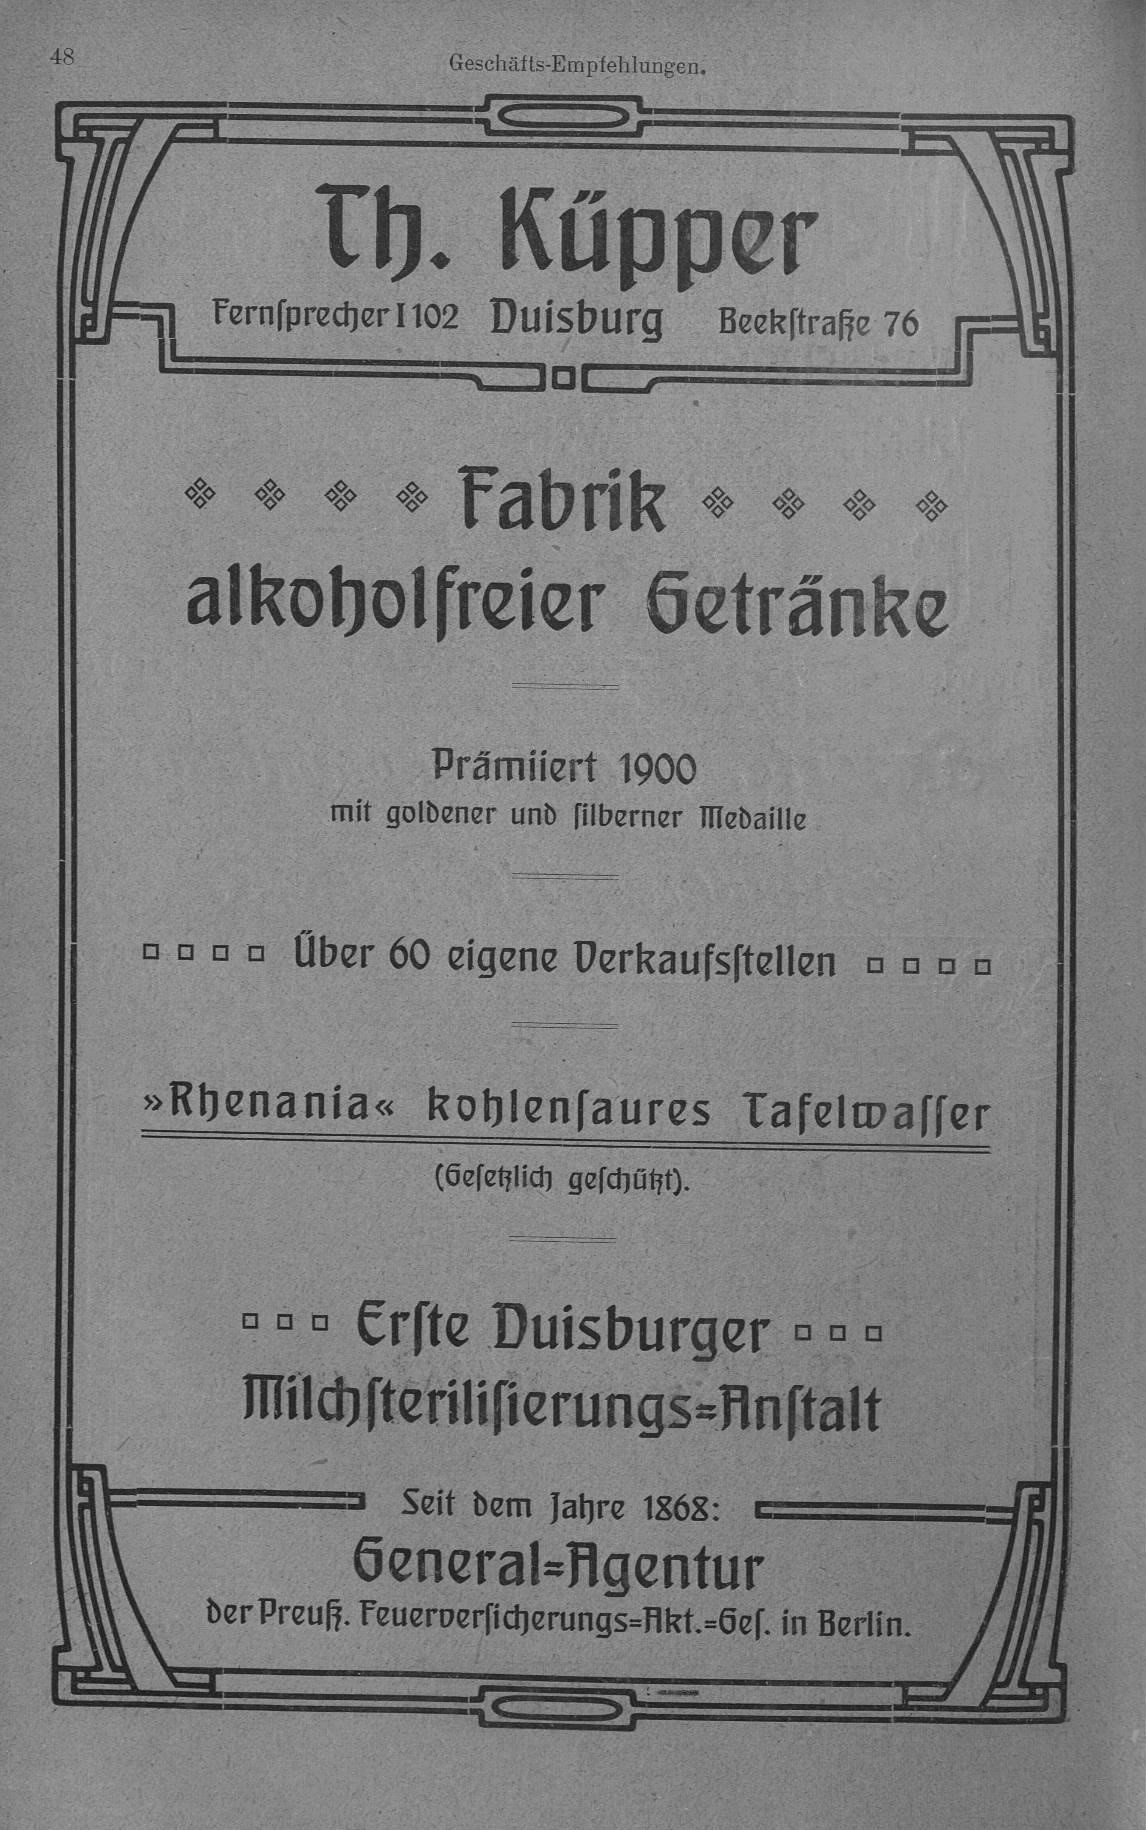 48
Geschäfts-Empfehlungen.
Th. Küpper
Fernſprecher I 102 Duisburg Beekſtraße 76
Fabrik
alkoholfreier Getränke
Prämiiert 1900
mit goldener und ſilberner Medaille
Über 60 eigene Verkaufsſtellen
»Rhenania« kohlenſaures Tafelwaſſer
(Geſetzlich geſchützt).
Erſte Duisburger
Milchſteriliſierungs=Anſtalt
Seit dem Jahre 1868:
General=Agentur
der Preuß. Feuerverſicherungs=Akt.=Geſ. in Berlin.